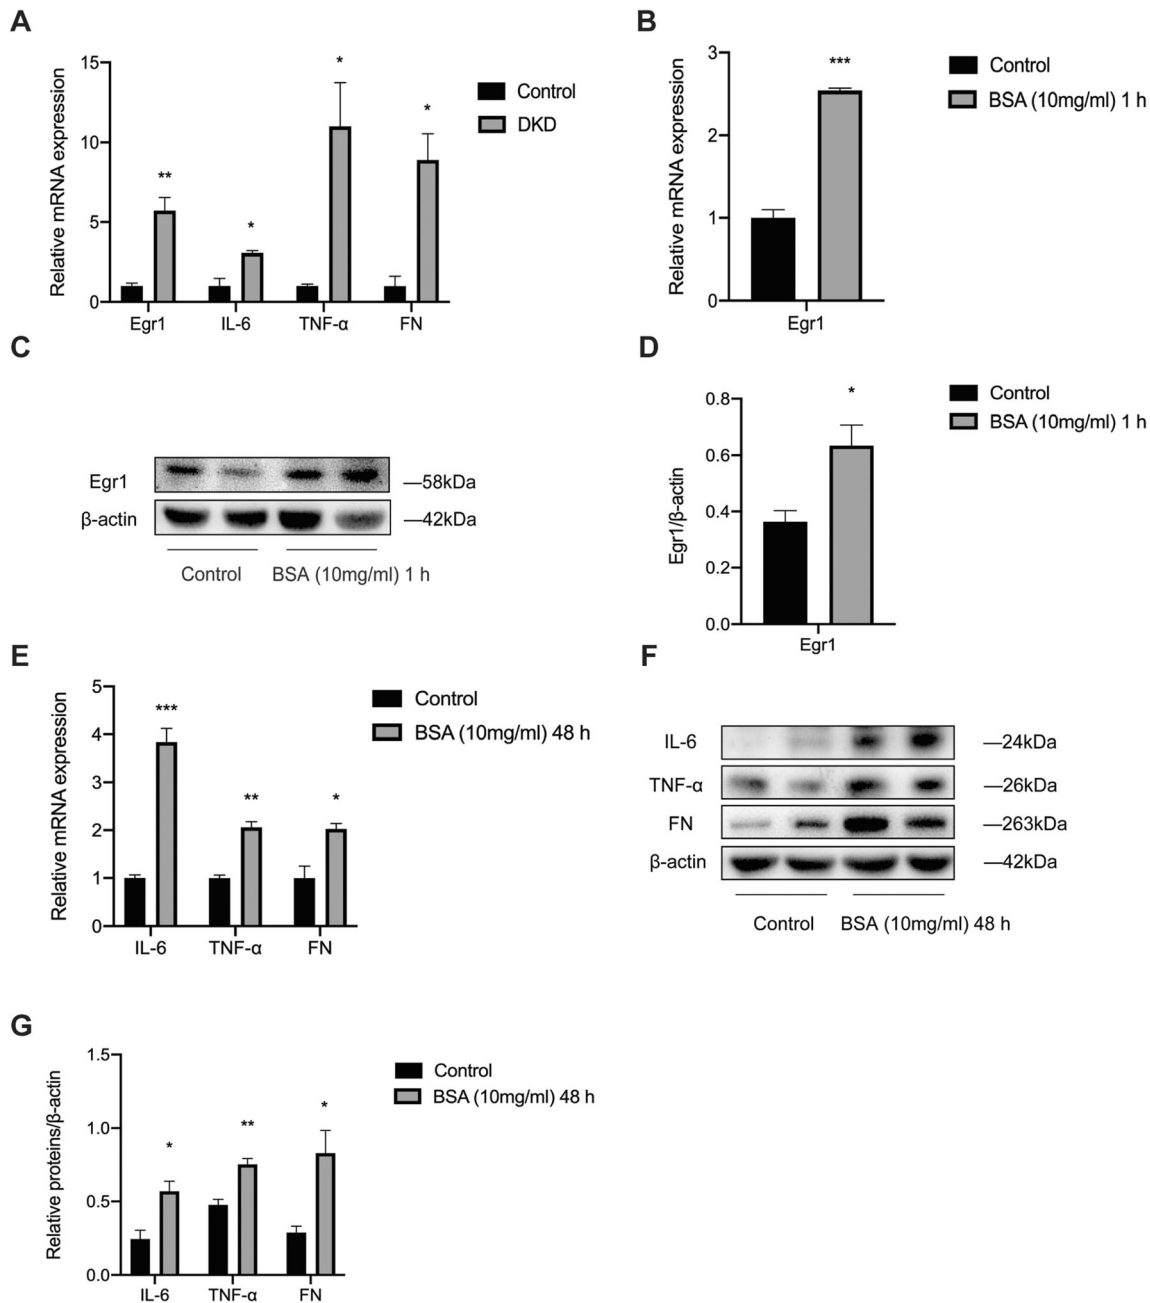 A
Relative mRNA expression
15
10
5
0
**
*
*
*
Egr1 IL-6 TNF-α FN
Control
DKD
B
Relative mRNA expression
3
2
1
0
***
Egr1
Control
BSA (10mg/ml) 1 h
C
Egr1 —58kDa
β-actin —42kDa
Control BSA (10mg/ml) 1 h
D
Egr1/β-actin
0.8
0.6
0.4
0.2
0.0
*
Egr1
Control
BSA (10mg/ml) 1 h
E
Relative mRNA expression
5
4
3
2
1
0
***
**
*
IL-6 TNF-α FN
Control
BSA (10mg/ml) 48 h
F
IL-6 —24kDa
TNF-α —26kDa
FN —263kDa
β-actin —42kDa
Control BSA (10mg/ml) 48 h
G
Relative proteins/β-actin
1.5
1.0
0.5
0.0
*
**
*
IL-6 TNF-α FN
Control
BSA (10mg/ml) 48 h